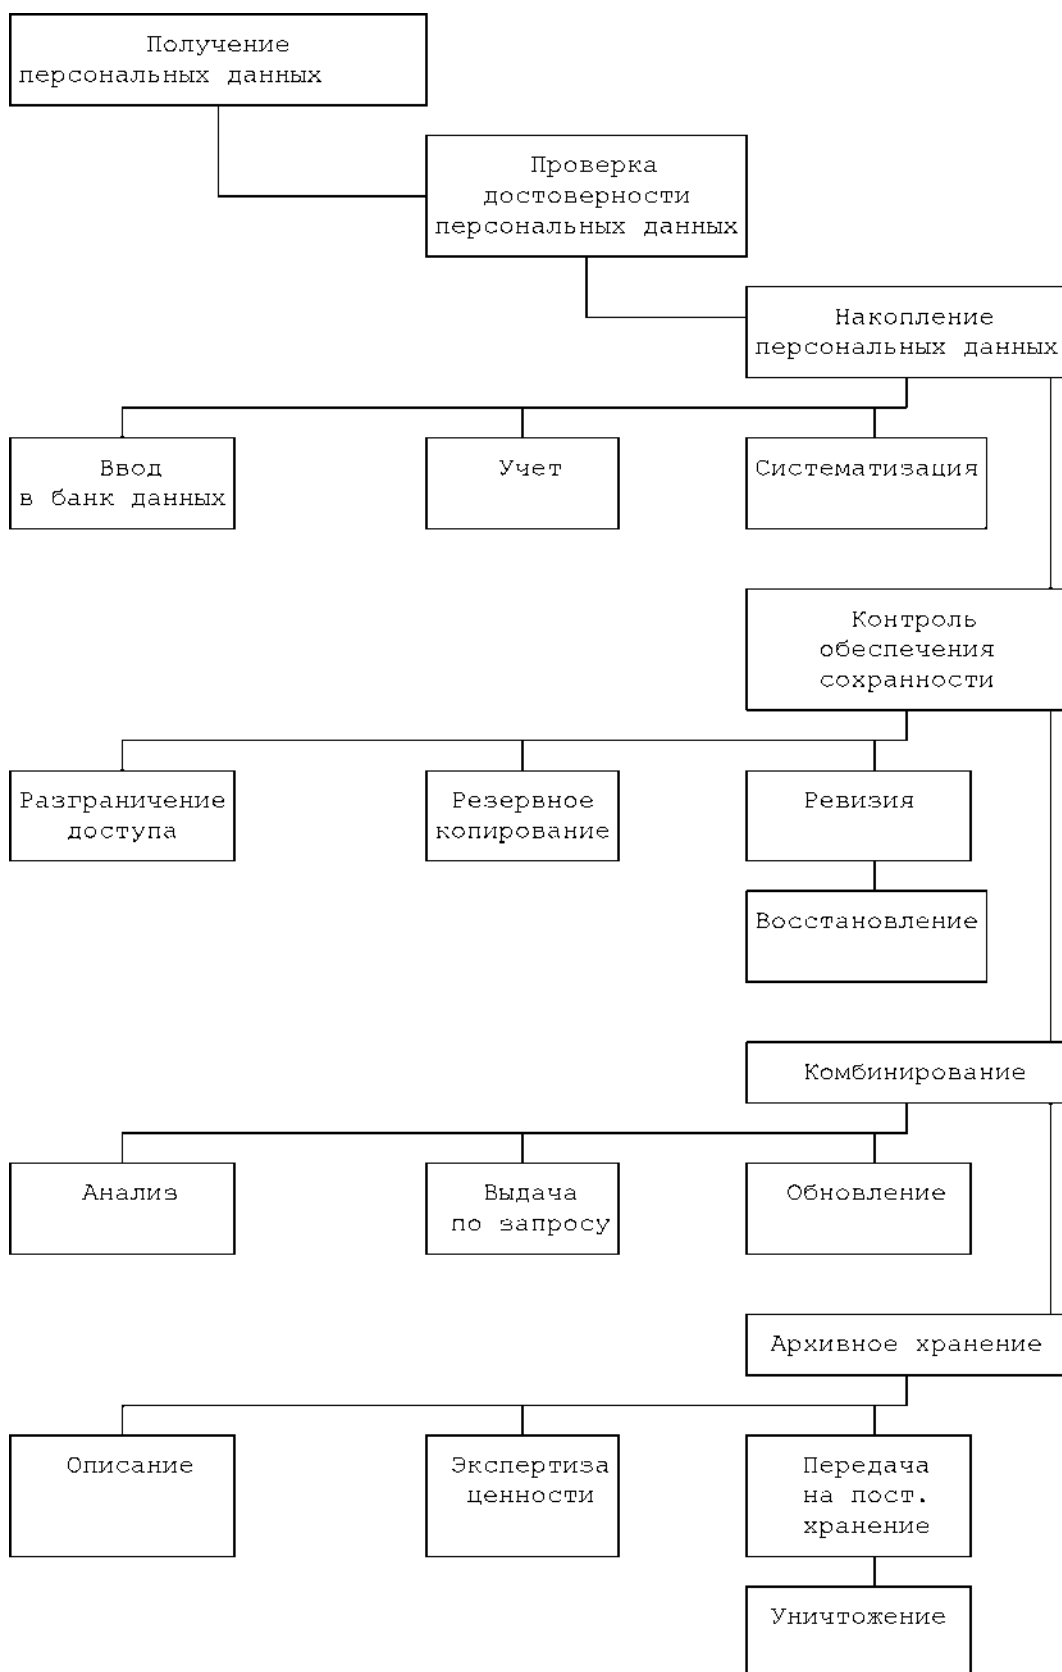 Получение
персональных данных
Проверка
достоверности
персональных данных
Накопление
персональных данных
Ввод
в банк данных
Учет
Систематизация
Контроль
обеспечения
сохранности
Разграничение
доступа
Резервное
копирование
Ревизия
Восстановление
Комбинирование
Анализ
Выдача
по запросу
Обновление
Архивное хранение
Описание
Экспертиза
ценности
Передача
на пост.
хранение
Уничтожение